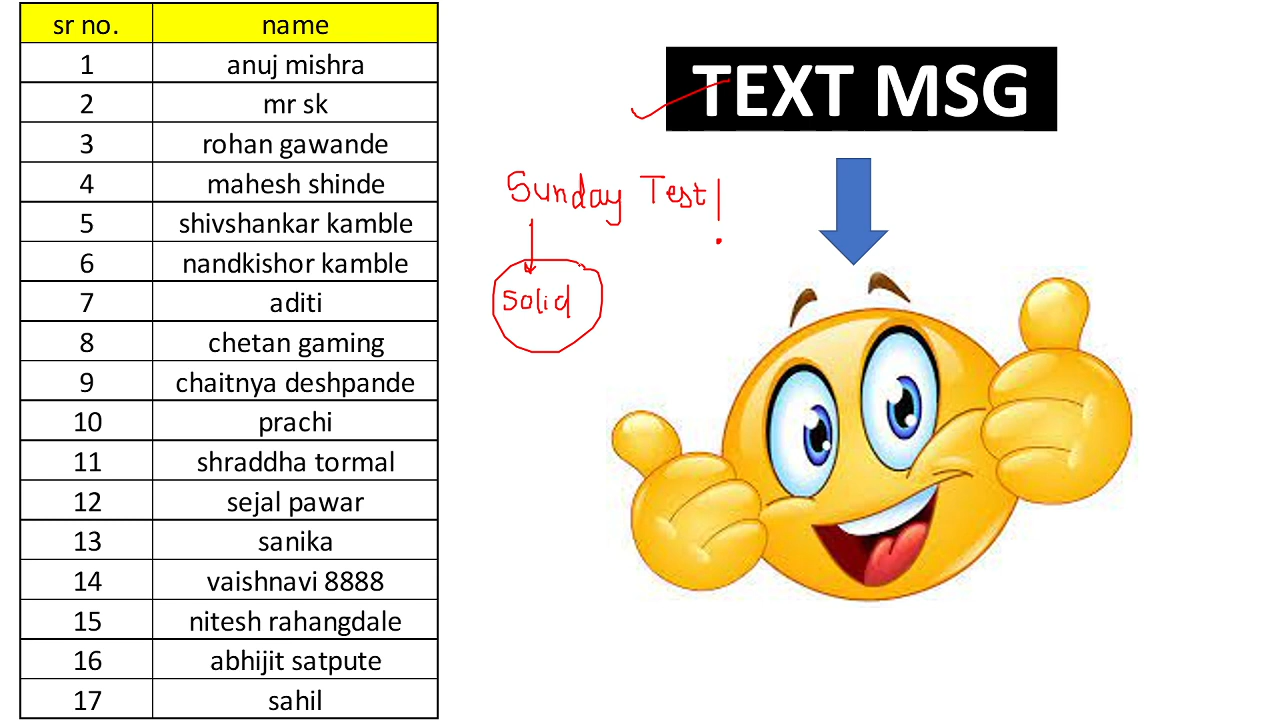 sr no. name
1 anuj mishra
2 mr sk
3 rohan gawande
4 mahesh shinde
5 shivshankar kamble
6 nandkishor kamble
7 aditi
8 chetan gaming
9 chaitnya deshpande
10 prachi
11 shraddha tormal
12 sejal pawar
13 sanika
14 vaishnavi 8888
15 nitesh rahangdale
16 abhijit satpute
17 sahil
TEXT MSG
Sunday Test!
Solid